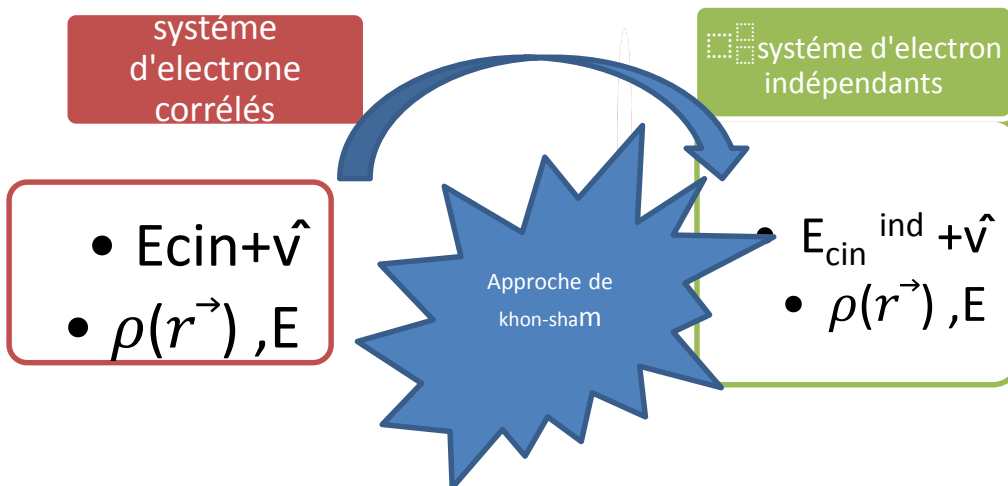 systéme
d'electrone
corrélés
• Ecin+v̂
• 𝜌(𝑟⃗) ,E
Approche de
khon-sham
systéme d'electron
indépendants
• E_cin ^ind +v̂
• 𝜌(𝑟⃗) ,E